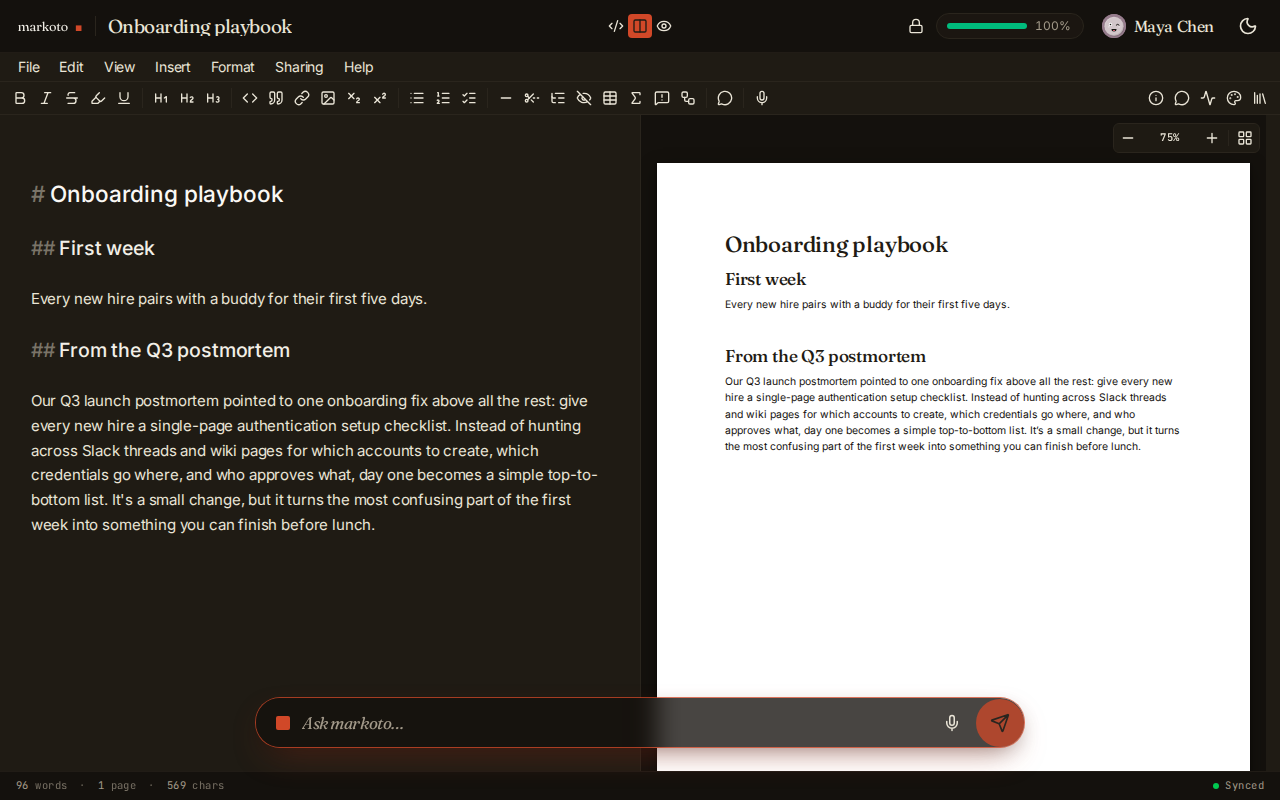 markoto
Onboarding playbook
100%
Maya Chen
File Edit View Insert Format Sharing Help
H1 H2 H3
75%
# Onboarding playbook
## First week
Every new hire pairs with a buddy for their first five days.
## From the Q3 postmortem
Our Q3 launch postmortem pointed to one onboarding fix above all the rest: give
every new hire a single-page authentication setup checklist. Instead of hunting
across Slack threads and wiki pages for which accounts to create, which
credentials go where, and who approves what, day one becomes a simple top-to-
bottom list. It's a small change, but it turns the most confusing part of the first
week into something you can finish before lunch.
Onboarding playbook
First week
Every new hire pairs with a buddy for their first five days.
From the Q3 postmortem
Our Q3 launch postmortem pointed to one onboarding fix above all the rest: give every new
hire a single-page authentication setup checklist. Instead of hunting across Slack threads
and wiki pages for which accounts to create, which credentials go where, and who
approves what, day one becomes a simple top-to-bottom list. It's a small change, but it turns
the most confusing part of the first week into something you can finish before lunch.
Ask markoto...
96 words · 1 page · 569 chars
Synced